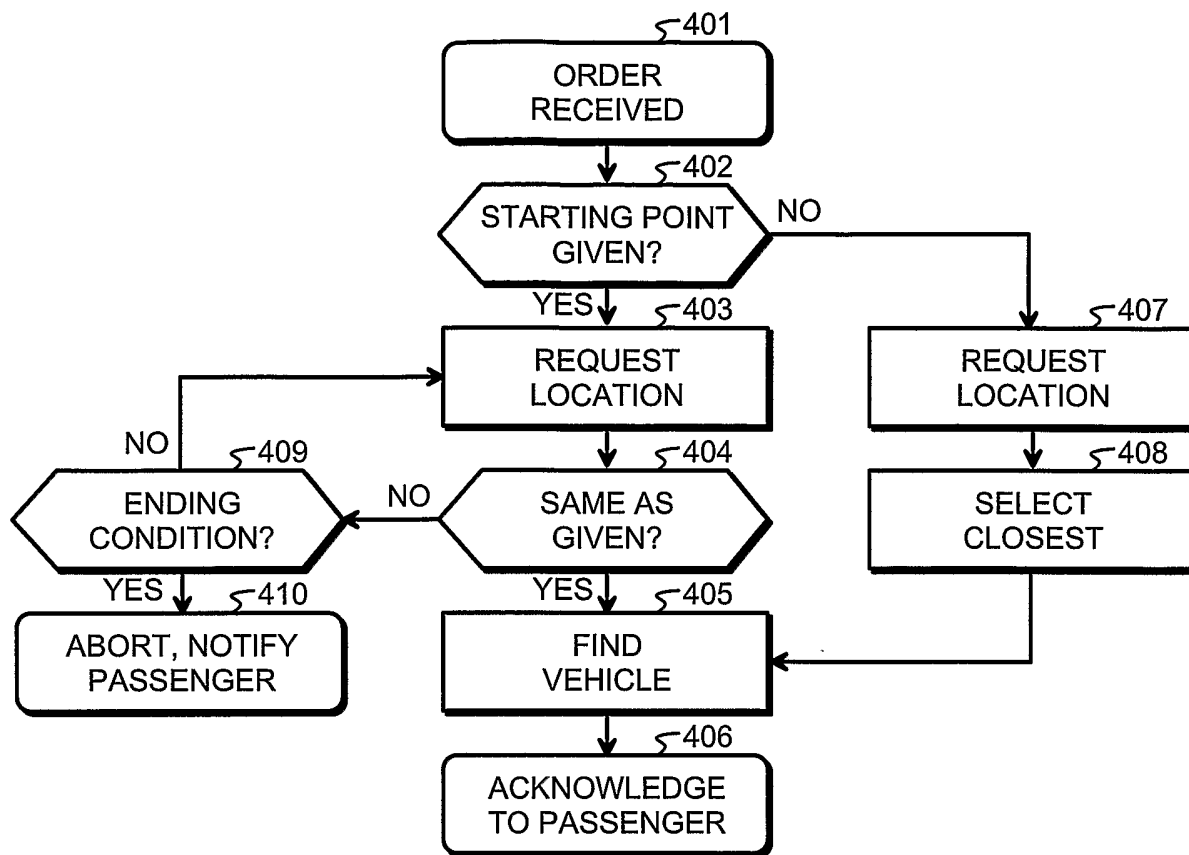 401
ORDER
RECEIVED
402
STARTING POINT
GIVEN?
NO
YES
403
REQUEST
LOCATION
407
REQUEST
LOCATION
NO
409
ENDING
CONDITION?
NO
404
SAME AS
GIVEN?
408
SELECT
CLOSEST
YES
410
ABORT, NOTIFY
PASSENGER
YES
405
FIND
VEHICLE
406
ACKNOWLEDGE
TO PASSENGER